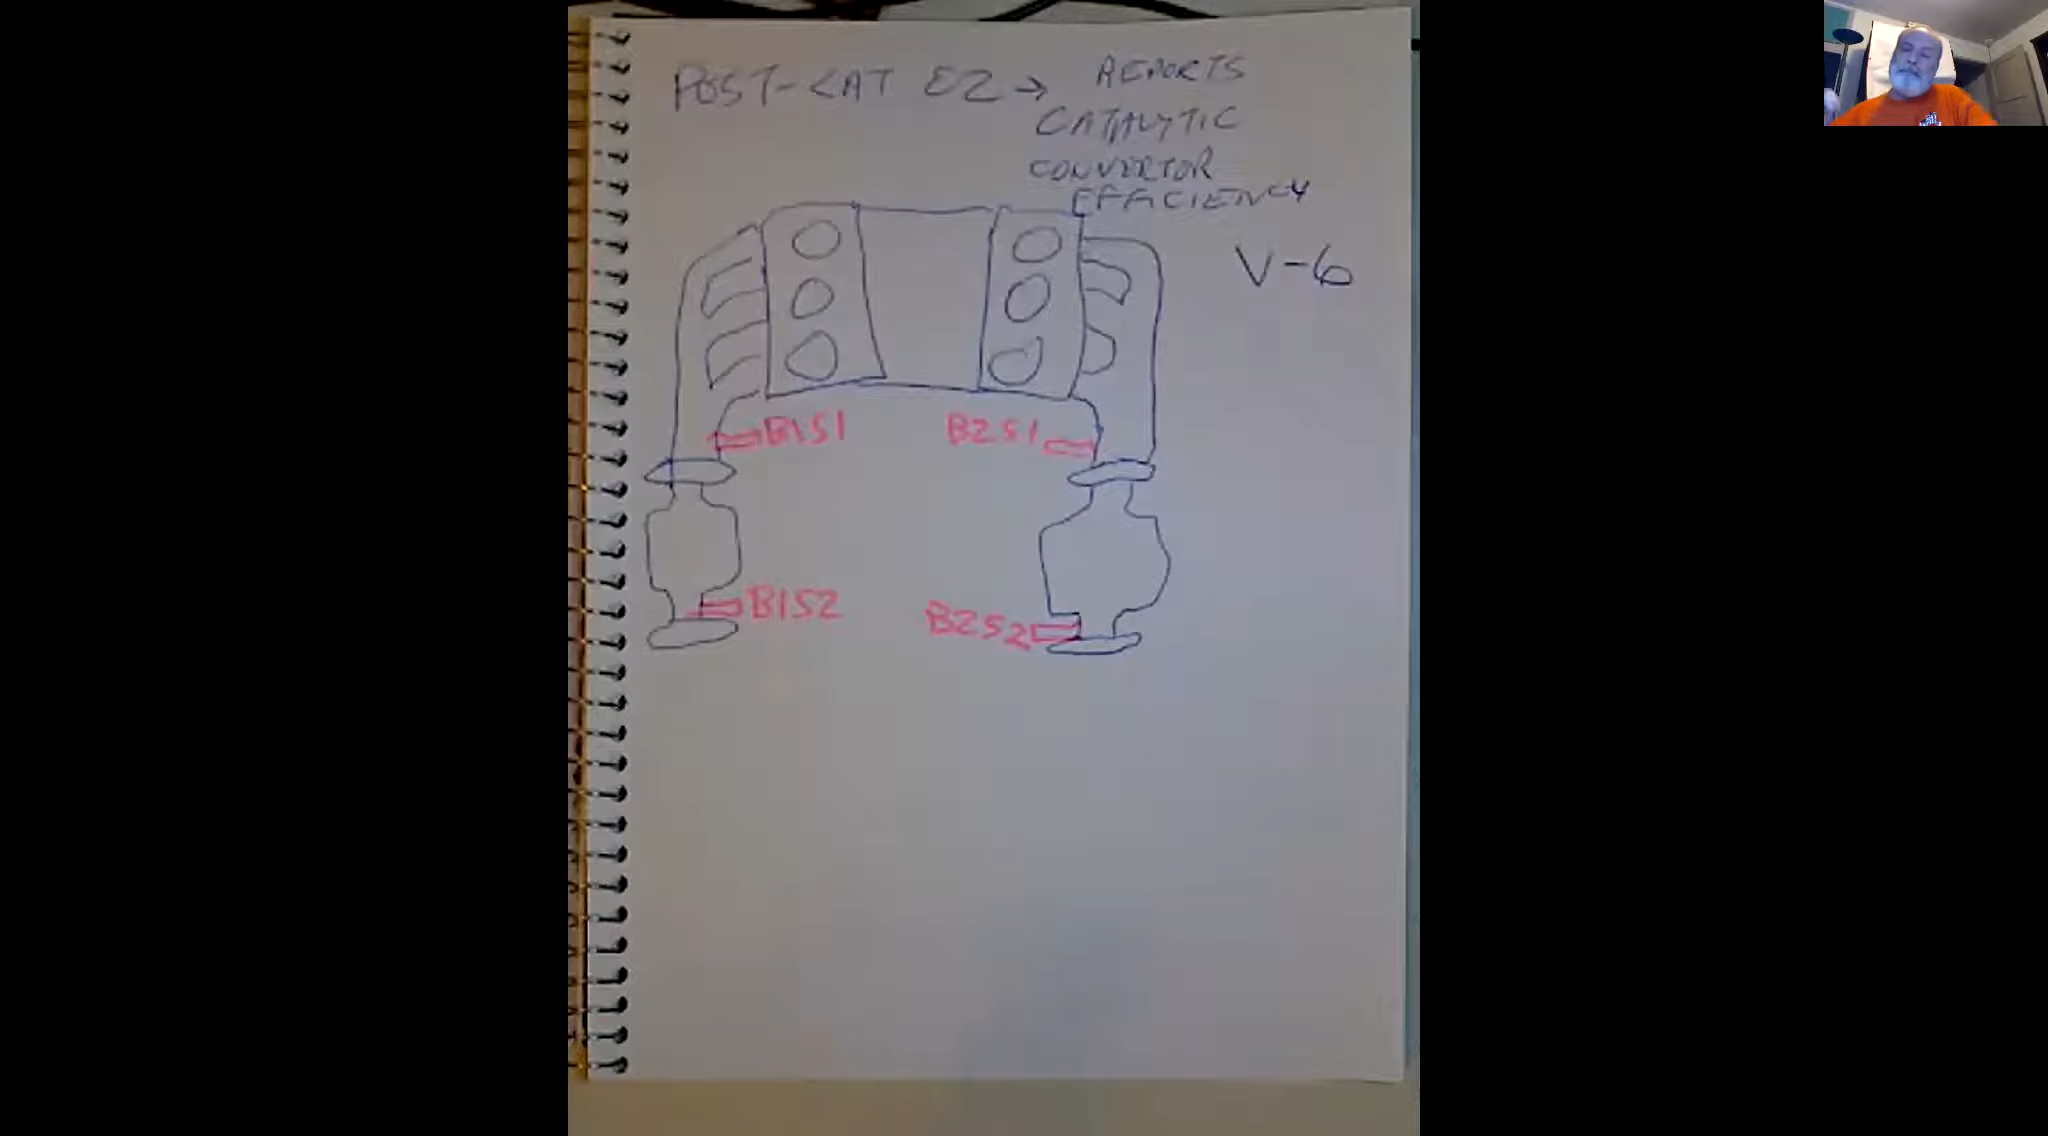 POST-CAT O2 → REPORTS
CATALYTIC
CONVERTOR
EFFICIENCY
V-6
B1S1
B2S1
B1S2
B2S2